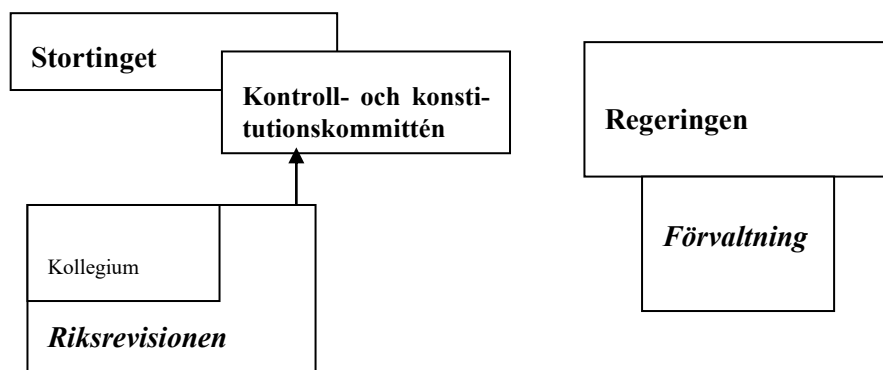 Stortinget
Kontroll- och konsti-
tutionskommittén
Regeringen
Förvaltning
Kollegium
Riksrevisionen